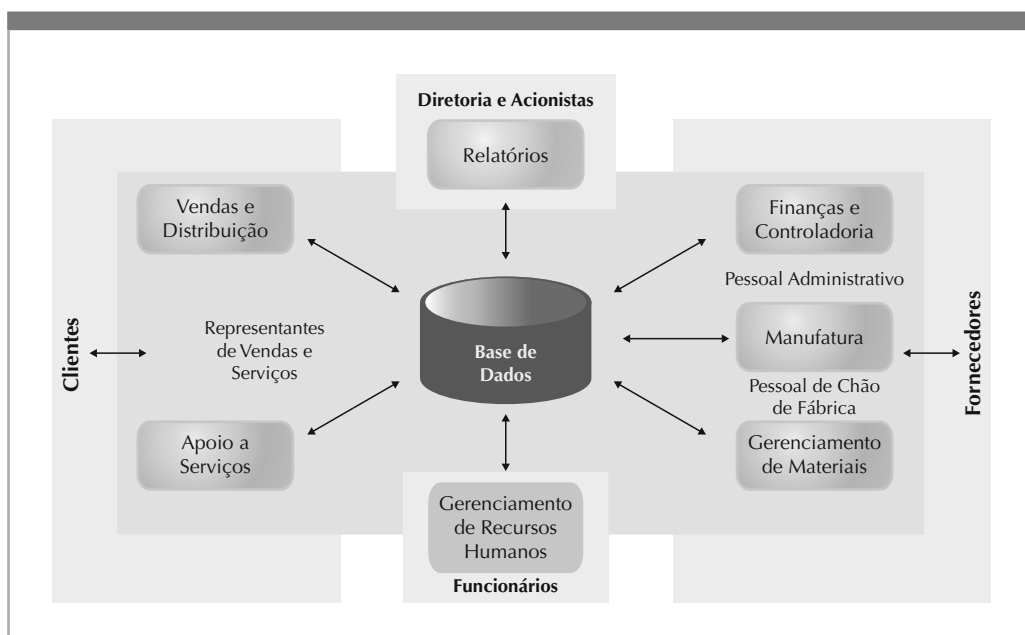 Diretoria e Acionistas
Relatórios
Vendas e
Distribuição
Finanças e
Controladoria
Pessoal Administrativo
Clientes
Representantes
de Vendas e
Serviços
Base de
Dados
Manufatura
Fornecedores
Pessoal de Chão
de Fábrica
Apoio a
Serviços
Gerenciamento
de Materiais
Gerenciamento
de Recursos
Humanos
Funcionários